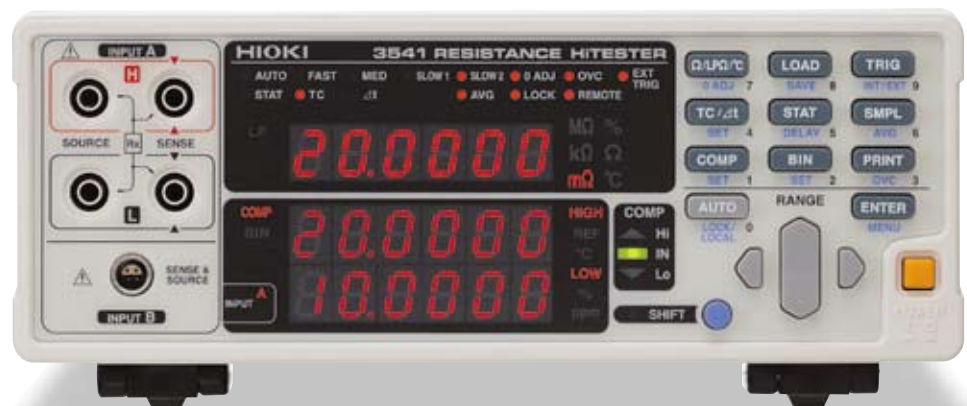 INPUT A
H
SOURCE Rx SENSE
L
SENSE &
SOURCE
INPUT B
HIOKI 3541 RESISTANCE HiTESTER
AUTO FAST MED SLOW 1 SLOW 2 0 ADJ OVC EXT TRIG
STAT TC ⊿t AVG LOCK REMOTE
LP
20.0000
MΩ %
kΩ Ω
mΩ °C
COMP
BIN
20.0000
HIGH
REF
°C
INPUT A
10.0000
LOW
%
ppm
COMP
Hi
IN
Lo
SHIFT
Ω/LPΩ/°C LOAD TRIG
0 ADJ 7 SAVE 8 INT/EXT 9
TC/⊿t STAT SMPL
SET 4 DELAY 5 AVG 6
COMP BIN PRINT
SET 1 SET 2 OVC 3
AUTO RANGE ENTER
LOCK/LOCAL 0 MENU